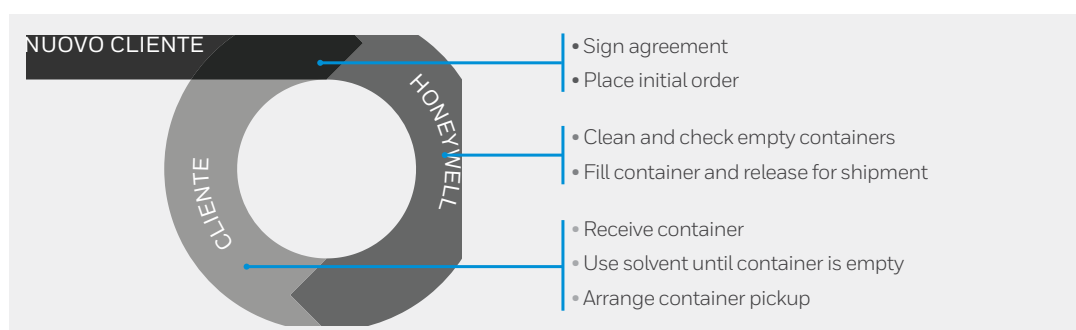 NUOVO CLIENTE
HONEYWELL
CLIENTE
• Sign agreement
• Place initial order
• Clean and check empty containers
• Fill container and release for shipment
• Receive container
• Use solvent until container is empty
• Arrange container pickup